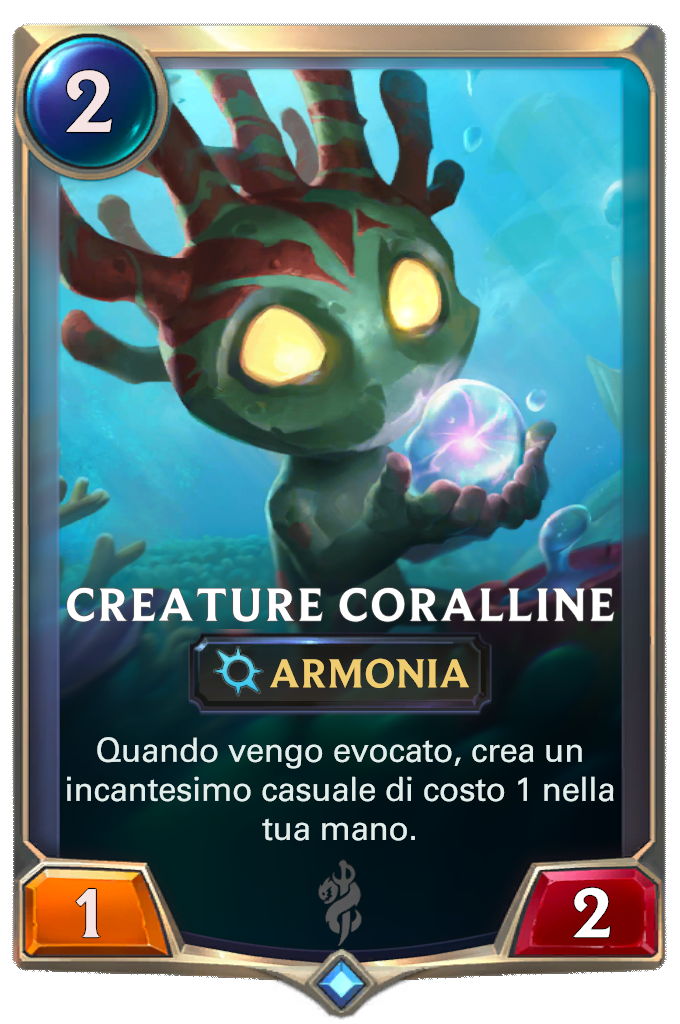 2
CREATURE CORALLINE
ARMONIA
Quando vengo evocato, crea un
incantesimo casuale di costo 1 nella
tua mano.
1
2